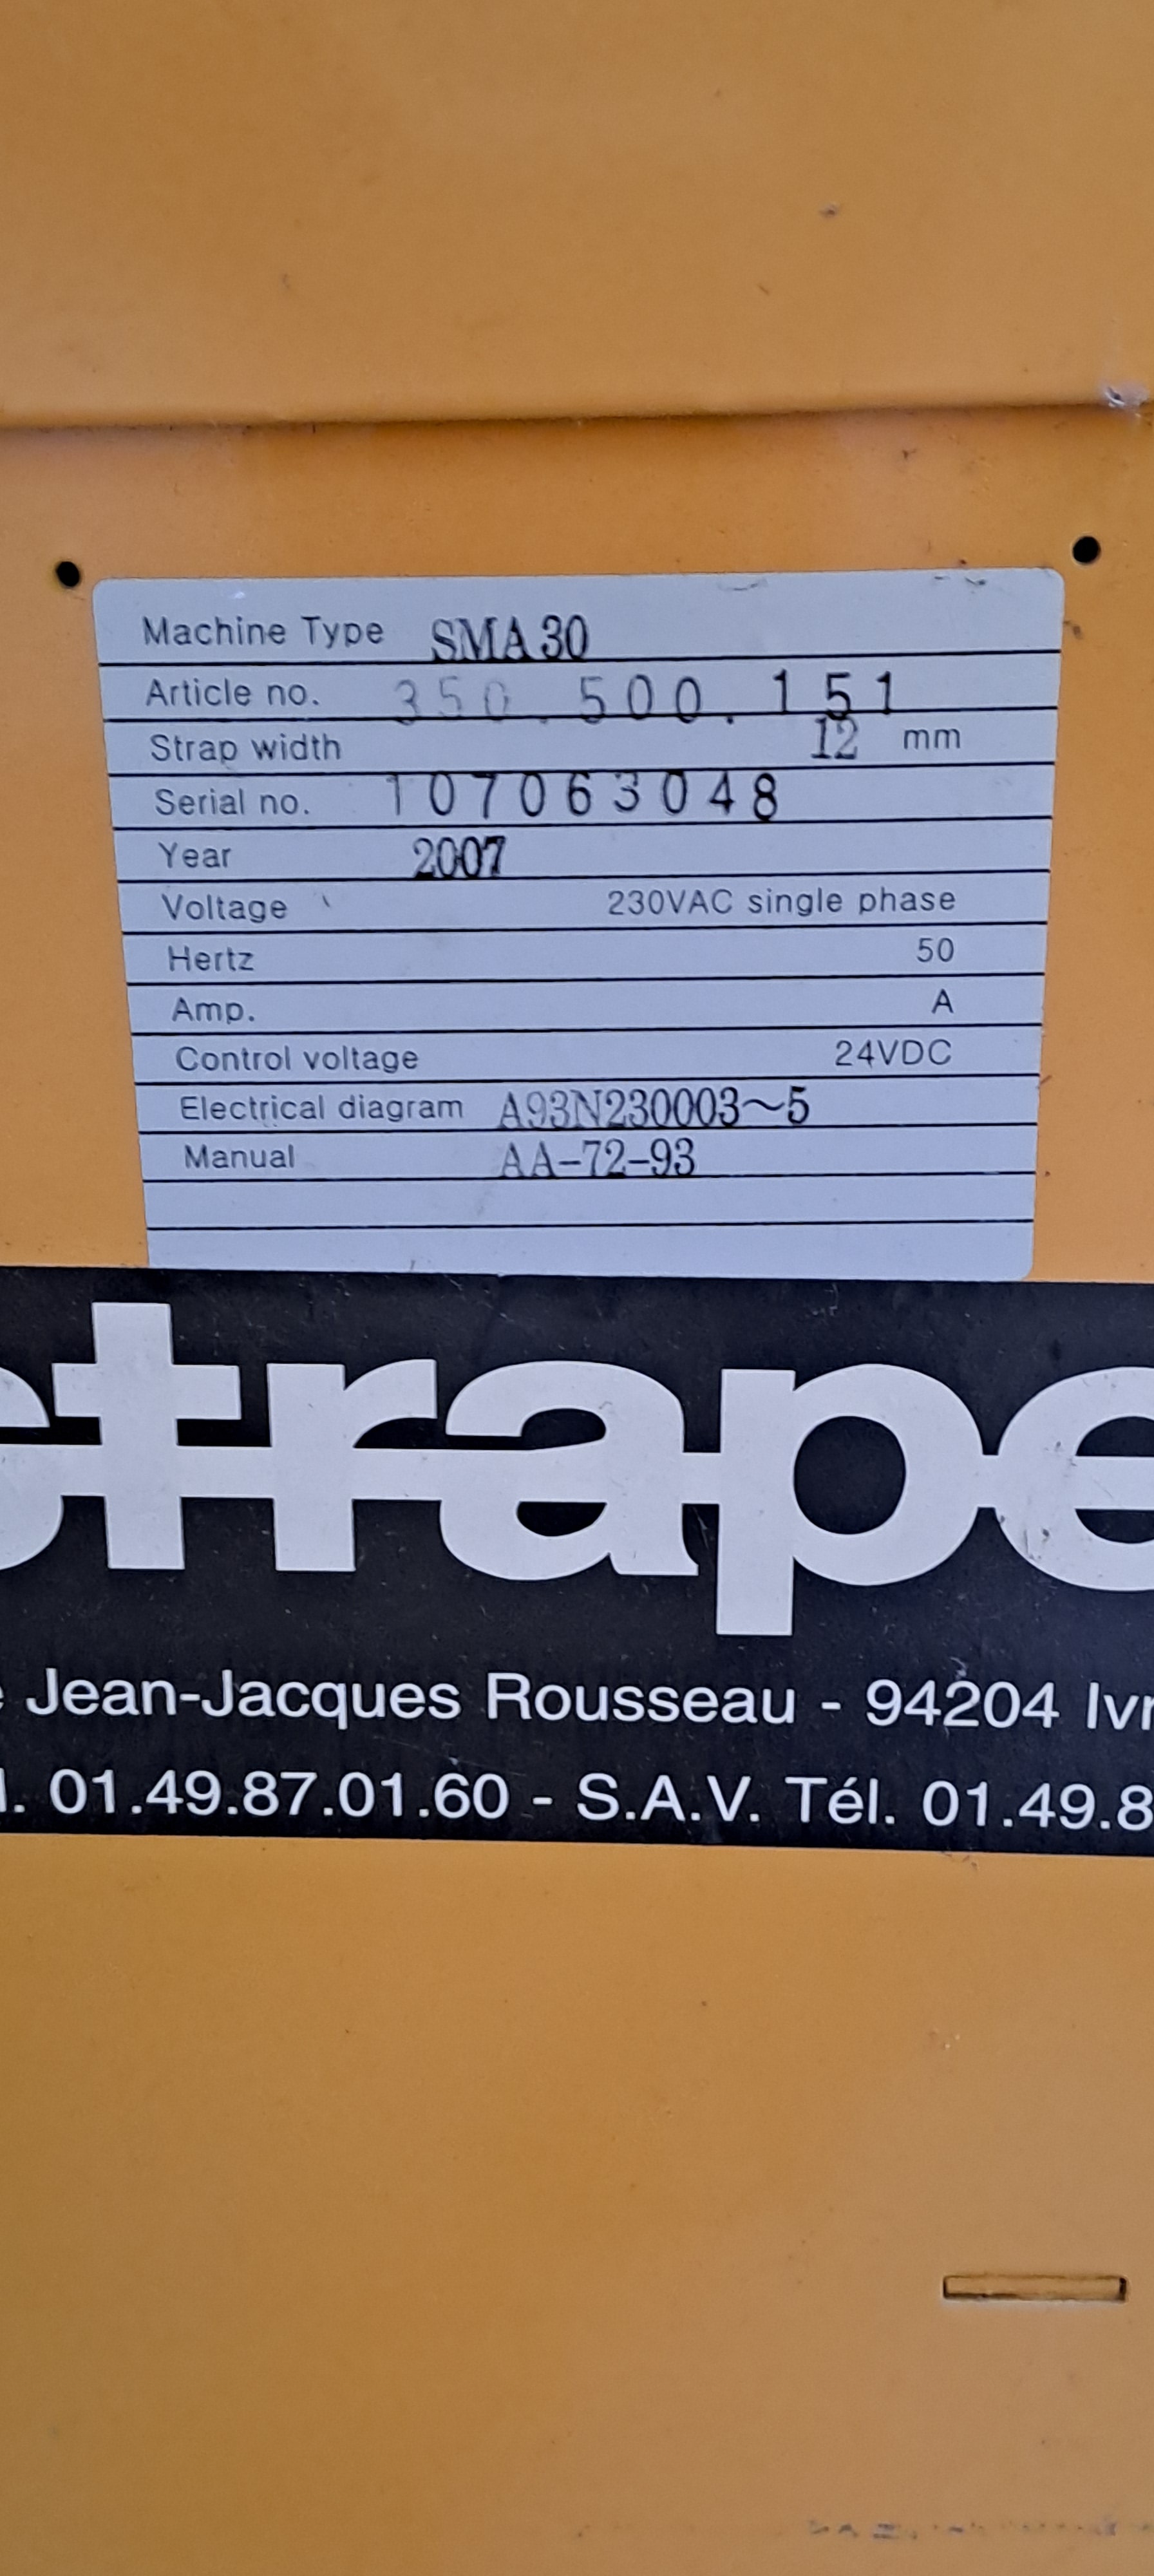 Machine Type SMA30
Article no. 350.500.151
Strap width 12 mm
Serial no. 107063048
Year 2007
Voltage 230VAC single phase
Hertz 50
Amp. A
Control voltage 24VDC
Electrical diagram A93N230003~5
Manual AA-72-93
strape
Jean-Jacques Rousseau - 94204 Ivr
l. 01.49.87.01.60 - S.A.V. Tél. 01.49.8